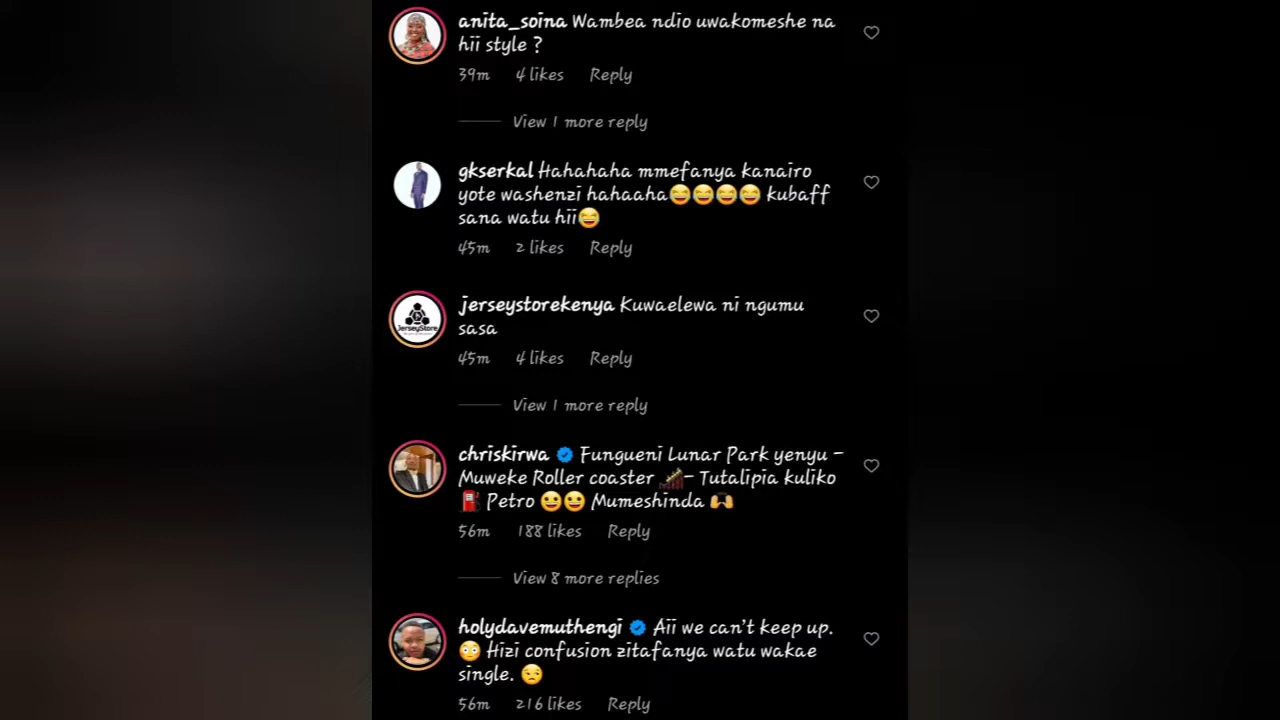 anita_soina Wambea ndio uwakomeshe na
hii style ?
39m 4 likes Reply
View 1 more reply
gkserkal Hahahaha mmefanya kanairo
yote washenzi hahaaha😆😂😂😆 kubaff
sana watu hii😂
45m 2 likes Reply
JerseyStore
jerseystorekenya Kuwaelewa ni ngumu
sasa
45m 4 likes Reply
View 1 more reply
chriskirwa Fungueni Lunar Park yenyu –
Muweke Roller coaster 🎢– Tutalipia kuliko
⛽ Petro 😀😀 Mumeshinda 🙌
56m 188 likes Reply
View 8 more replies
holydavemuthengi Aii we can't keep up.
😳 Hizi confusion zitafanya watu wakae
single. 😒
56m 216 likes Reply